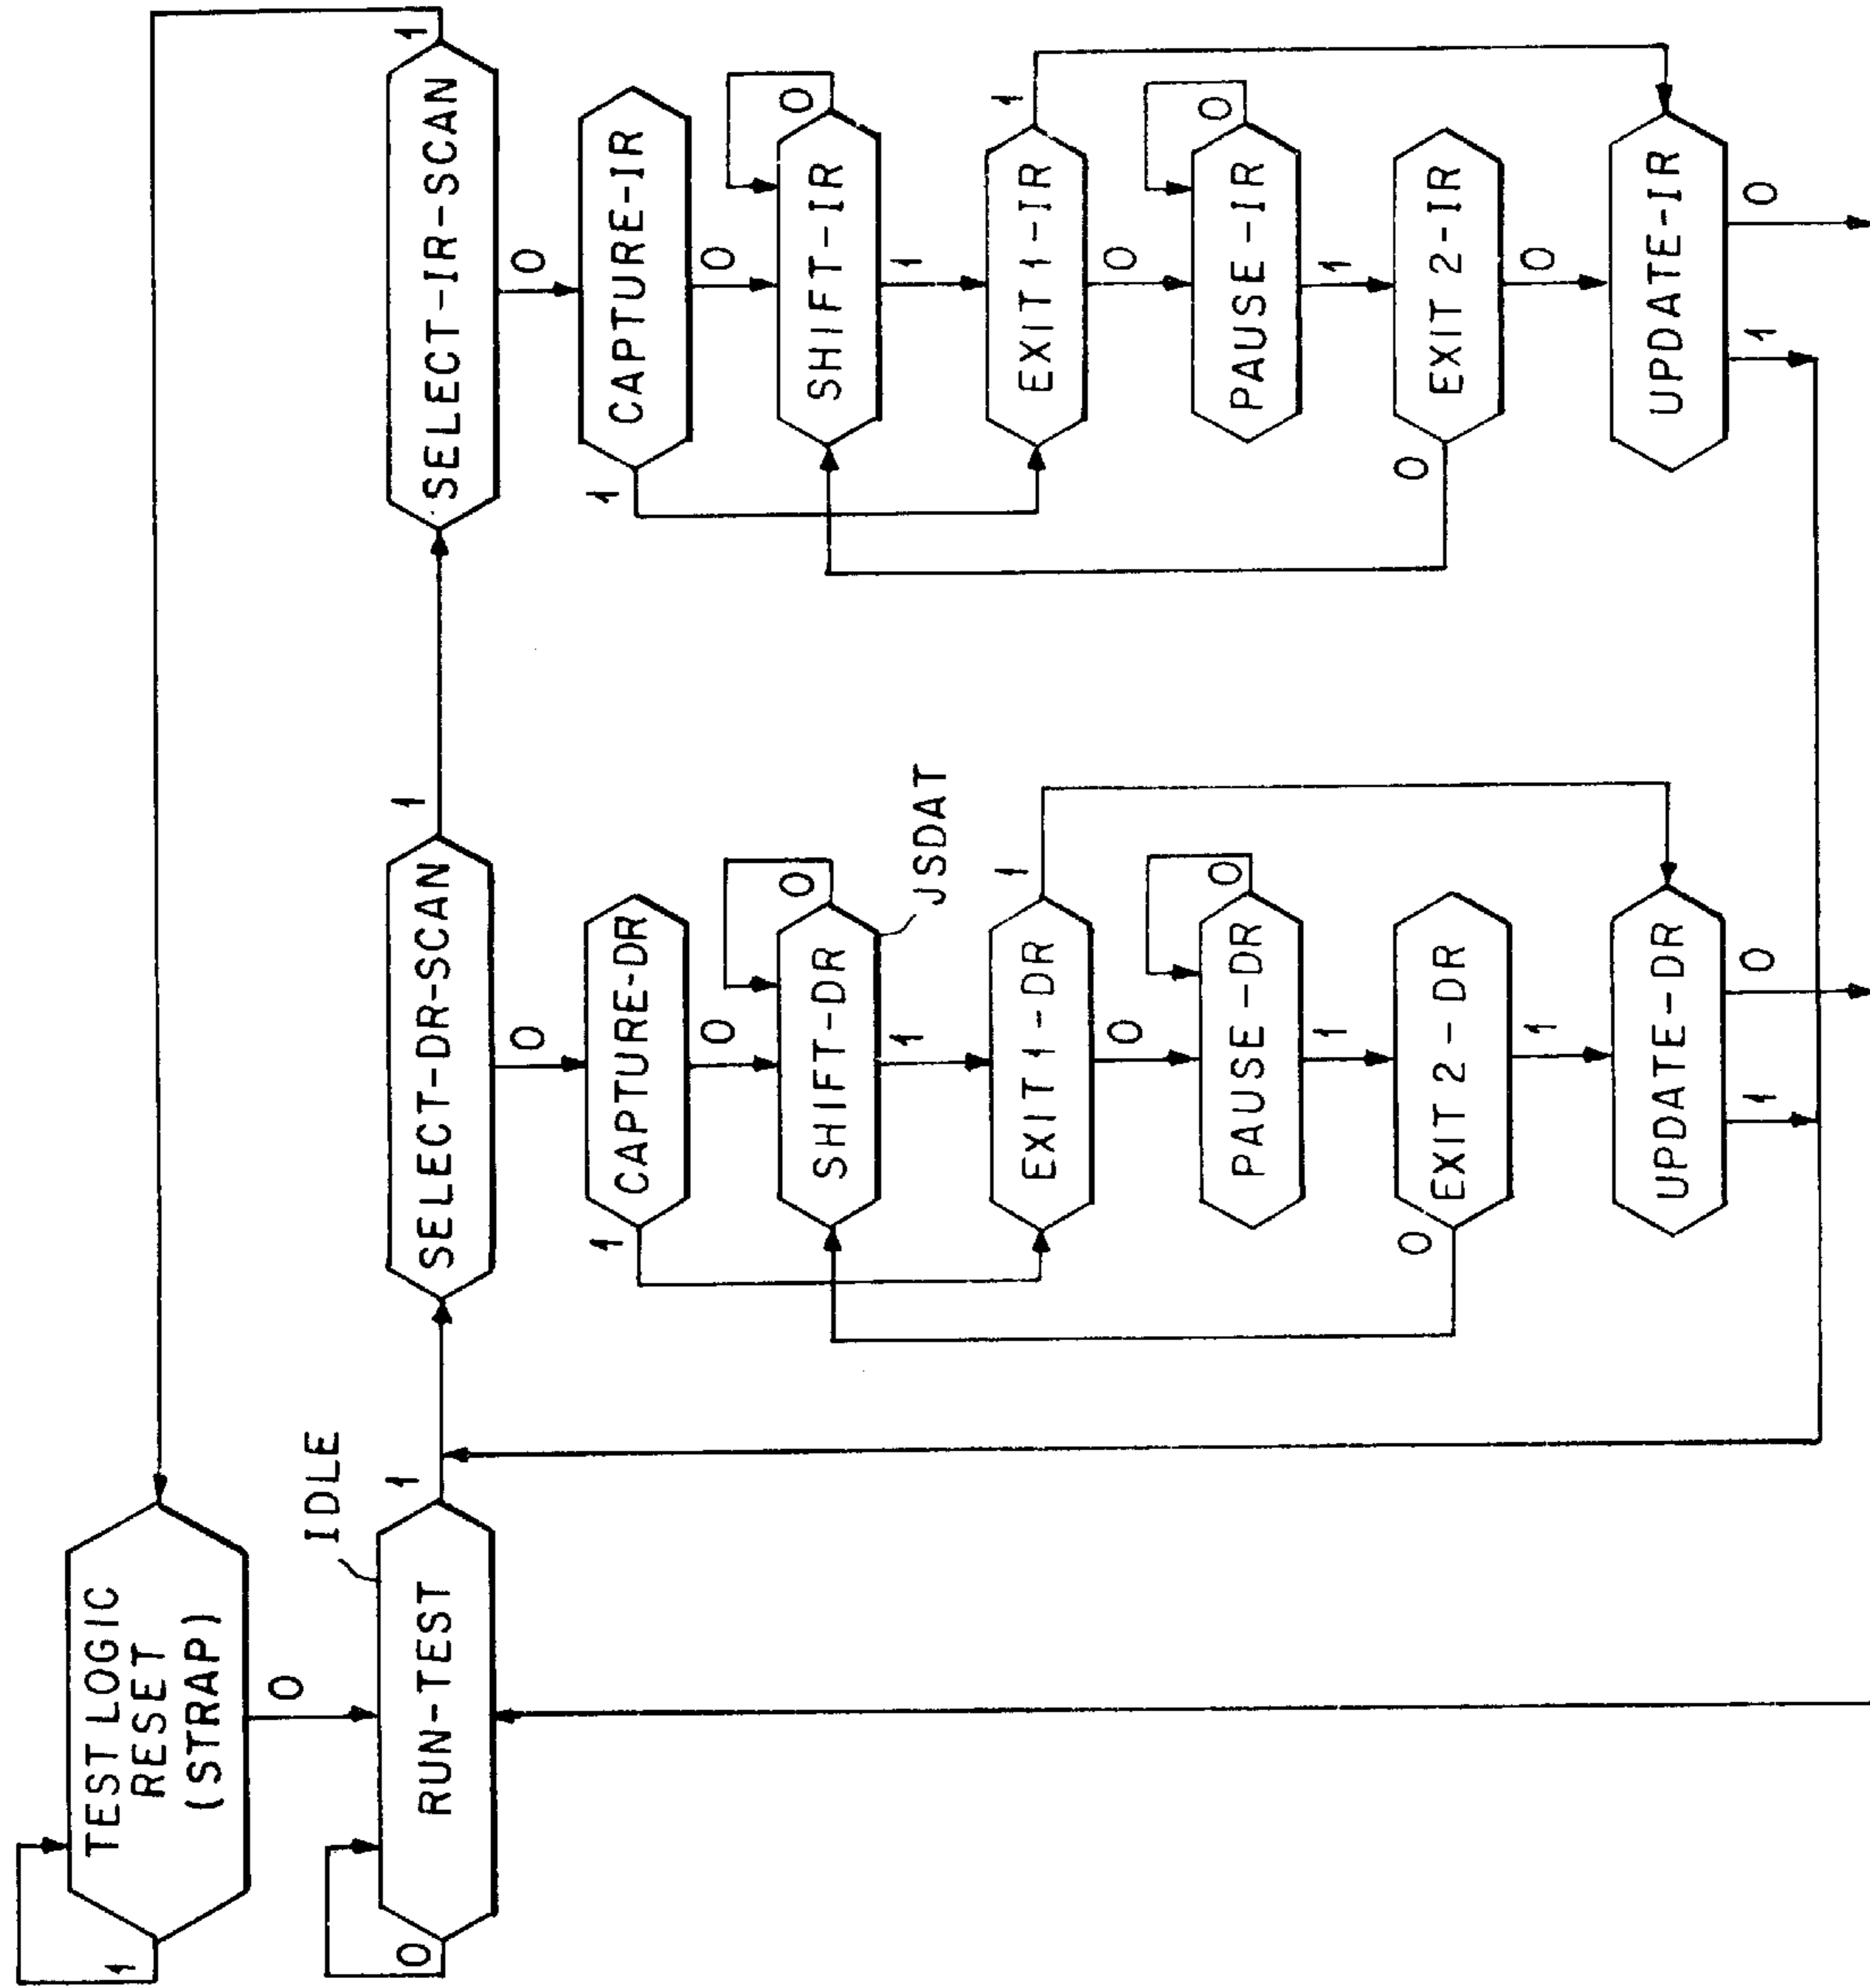 1
TEST LOGIC
RESET
(STRAP)
0
IDLE
0
RUN-TEST
1
SELECT-DR-SCAN
1
0
CAPTURE-DR
1
0
SHIFT-DR
0
JSDAT
1
EXIT 1-DR
1
0
PAUSE-DR
0
1
EXIT 2-DR
0
1
UPDATE-DR
1
0
SELECT-IR-SCAN
1
0
CAPTURE-IR
1
0
SHIFT-IR
0
1
EXIT 1-IR
1
0
PAUSE-IR
0
1
EXIT 2-IR
0
0
UPDATE-IR
1
0